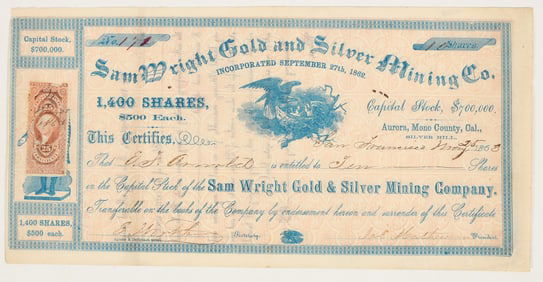 Capital Stock,
$700,000.
No. 171
10 Shares
Sam Wright Gold and Silver Mining Co.
INCORPORATED SEPTEMBER 27th, 1862.
1,400 SHARES,
$500 Each.
Capital Stock, $700,000.
Aurora, Mono County, Cal.,
SILVER HILL.
This Certifies,
San Francisco 1863
That is entitled to Ten Shares
in the Capital Stock of the Sam Wright Gold & Silver Mining Company.
Transferable on the books of the Company by endorsement hereon and surrender of this Certificate
Secretary.
President.
25
1,400 SHARES,
$500 each.